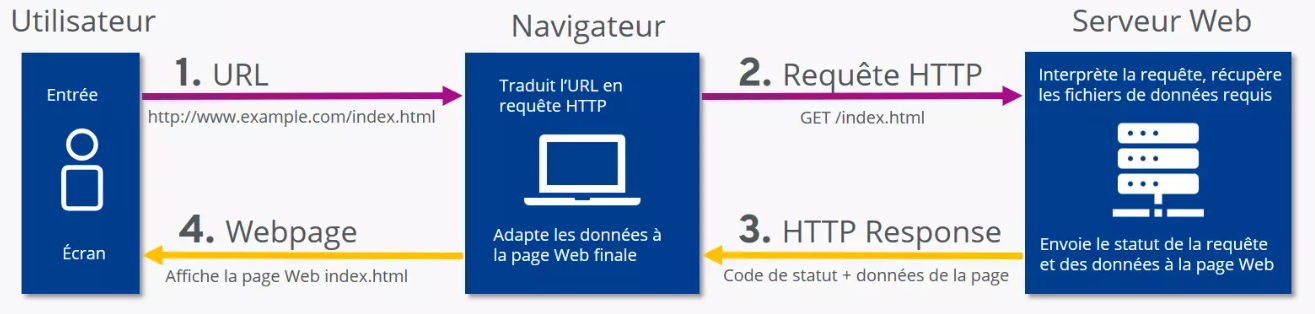 Utilisateur
Navigateur
Serveur Web
Entrée
1. URL
http://www.example.com/index.html
Traduit l'URL en
requête HTTP
2. Requête HTTP
GET /index.html
Interprète la requête, récupère
les fichiers de données requis
Écran
4. Webpage
Affiche la page Web index.html
Adapte les données à
la page Web finale
3. HTTP Response
Code de statut + données de la page
Envoie le statut de la requête
et des données à la page Web